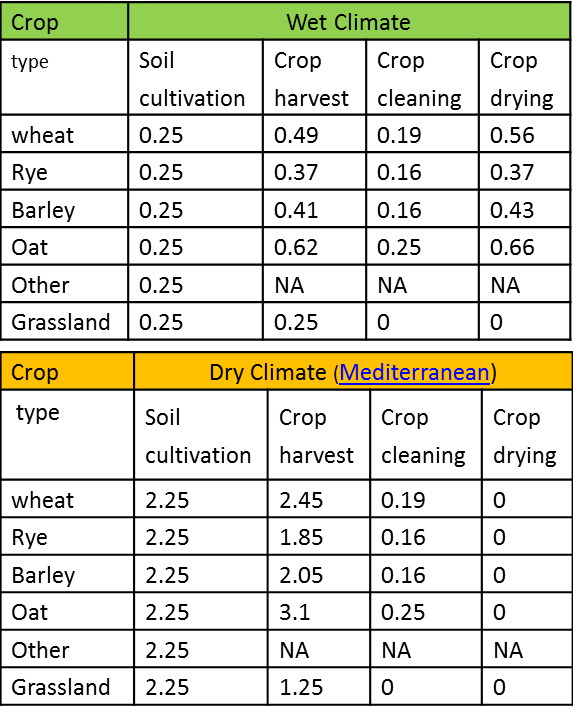 Crop Wet Climate
type Soil cultivation Crop harvest Crop cleaning Crop drying
wheat 0.25 0.49 0.19 0.56
Rye 0.25 0.37 0.16 0.37
Barley 0.25 0.41 0.16 0.43
Oat 0.25 0.62 0.25 0.66
Other 0.25 NA NA NA
Grassland 0.25 0.25 0 0
Crop Dry Climate (Mediterranean)
type Soil cultivation Crop harvest Crop cleaning Crop drying
wheat 2.25 2.45 0.19 0
Rye 2.25 1.85 0.16 0
Barley 2.25 2.05 0.16 0
Oat 2.25 3.1 0.25 0
Other 2.25 NA NA NA
Grassland 2.25 1.25 0 0